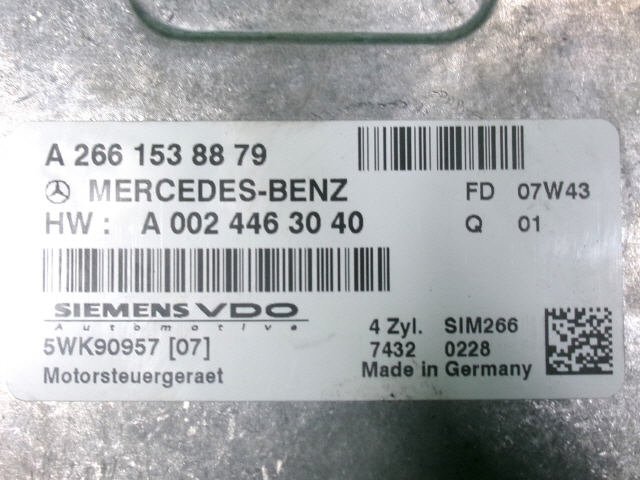 A 266 153 88 79
MERCEDES-BENZ FD 07W43
HW : A 002 446 30 40 Q 01
SIEMENS VDO
Automotive
4 Zyl. SIM266
5WK90957 [07] 7432 0228
Motorsteuergeraet Made in Germany